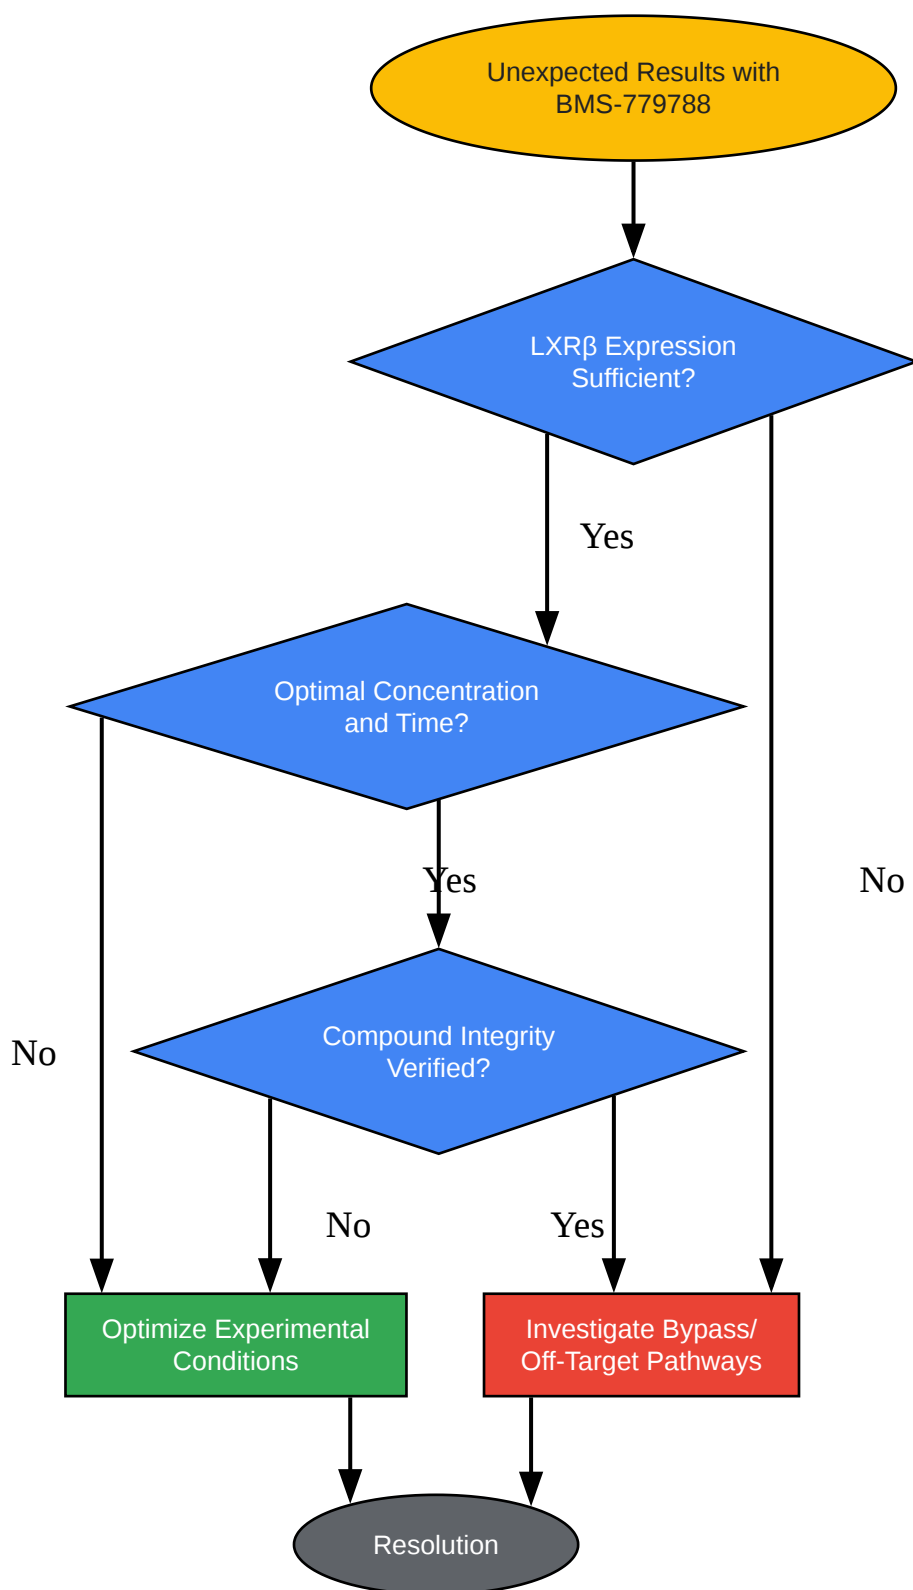 Unexpected Results with
BMS-779788
LXRβ Expression
Sufficient?
Yes
Optimal Concentration
and Time?
Yes
No
No
Compound Integrity
Verified?
No
Yes
Optimize Experimental
Conditions
Investigate Bypass/
Off-Target Pathways
Resolution